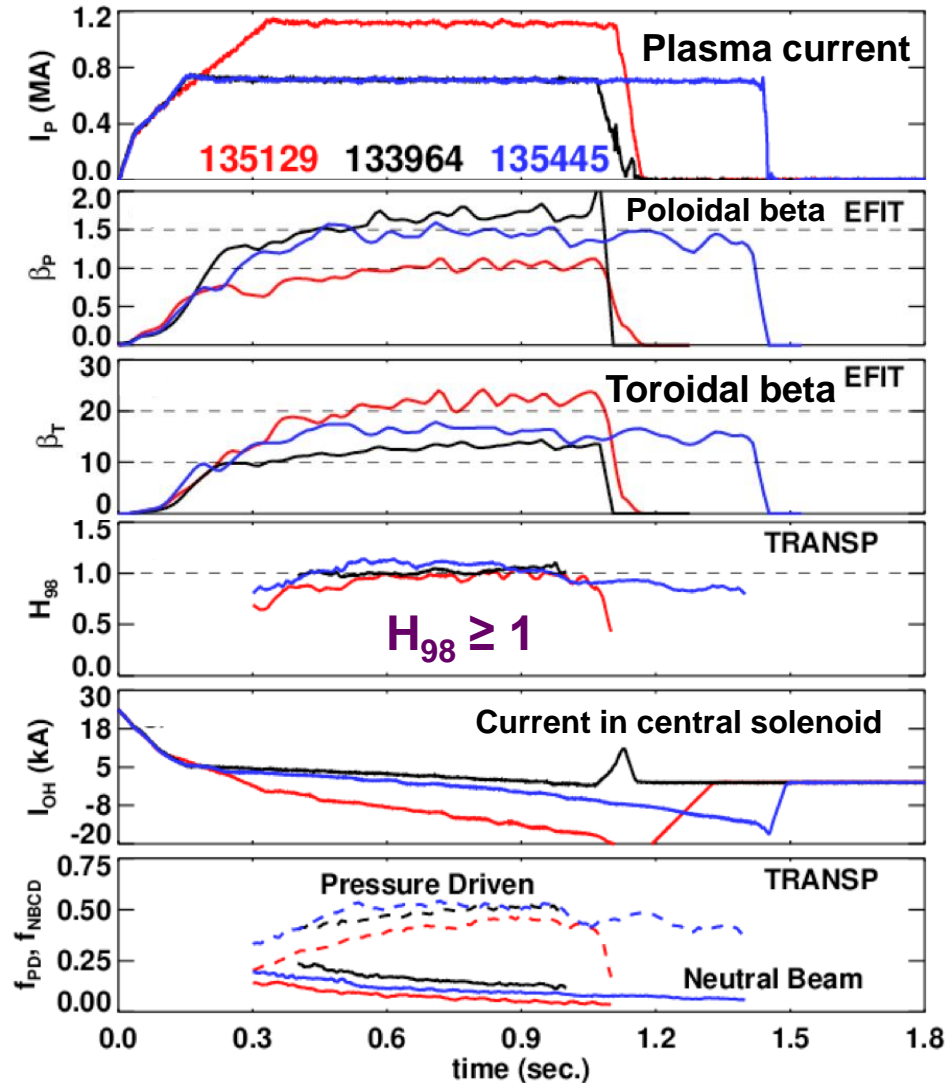 1.2
0.8
0.4
0.0
I_P (MA)
Plasma current
135129 133964 135445
2.0
1.5
1.0
0.5
0.0
β_P
Poloidal beta EFIT
30
20
10
0
β_T
Toroidal beta EFIT
1.5
1.0
0.5
0.0
H_98
TRANSP
H_98 ≥ 1
30
18
5
-8
-20
I_OH (kA)
Current in central solenoid
0.75
0.50
0.25
0.00
f_PD, f_NBCD
Pressure Driven
TRANSP
Neutral Beam
0.0 0.3 0.6 0.9 1.2 1.5 1.8
time (sec.)